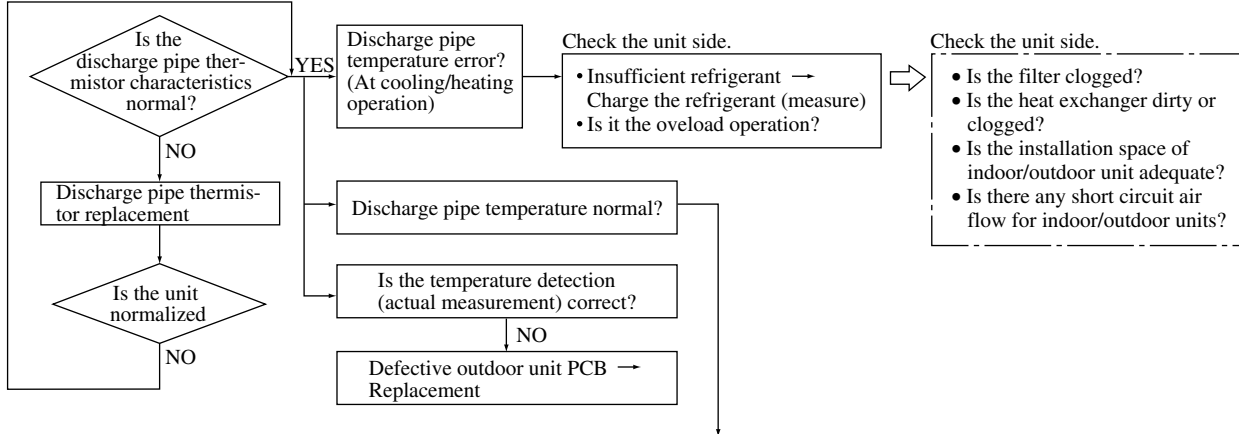 Is the
discharge pipe ther-
mistor characteristics
normal?
YES
NO
Discharge pipe thermis-
tor replacement
Is the unit
normalized
NO
Discharge pipe
temperature error?
(At cooling/heating
operation)
Check the unit side.
• Insufficient refrigerant →
Charge the refrigerant (measure)
• Is it the oveload operation?
Check the unit side.
• Is the filter clogged?
• Is the heat exchanger dirty or
clogged?
• Is the installation space of
indoor/outdoor unit adequate?
• Is there any short circuit air
flow for indoor/outdoor units?
Discharge pipe temperature normal?
Is the temperature detection
(actual measurement) correct?
NO
Defective outdoor unit PCB →
Replacement